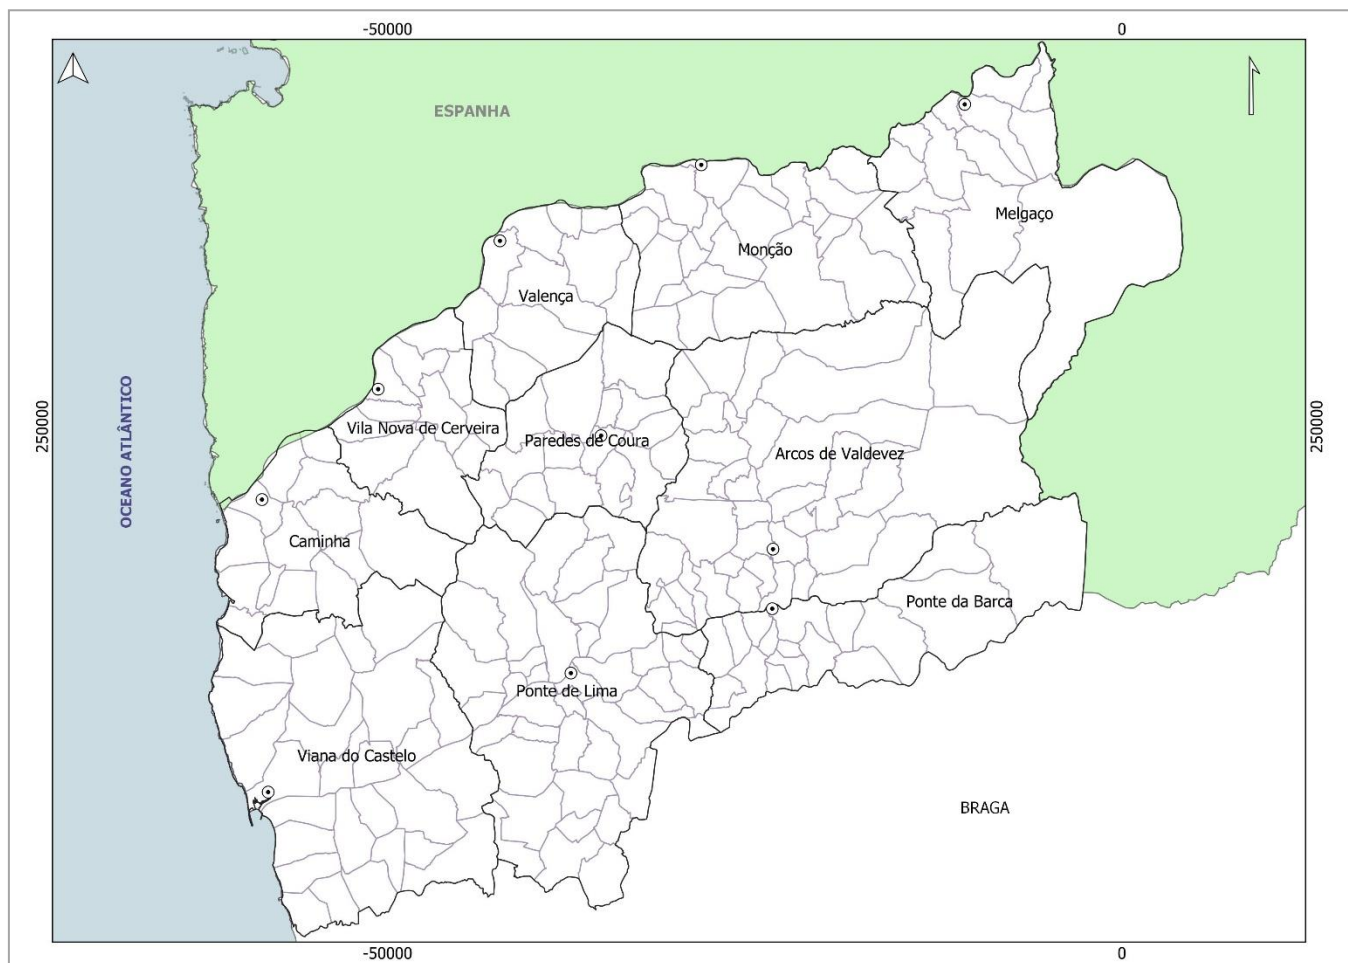 -50000
0
ESPANHA
Melgaço
Monção
Valença
250000
250000
OCEANO ATLÂNTICO
Vila Nova de Cerveira
Paredes de Coura
Arcos de Valdevez
Caminha
Ponte da Barca
Ponte de Lima
Viana do Castelo
BRAGA
-50000
0